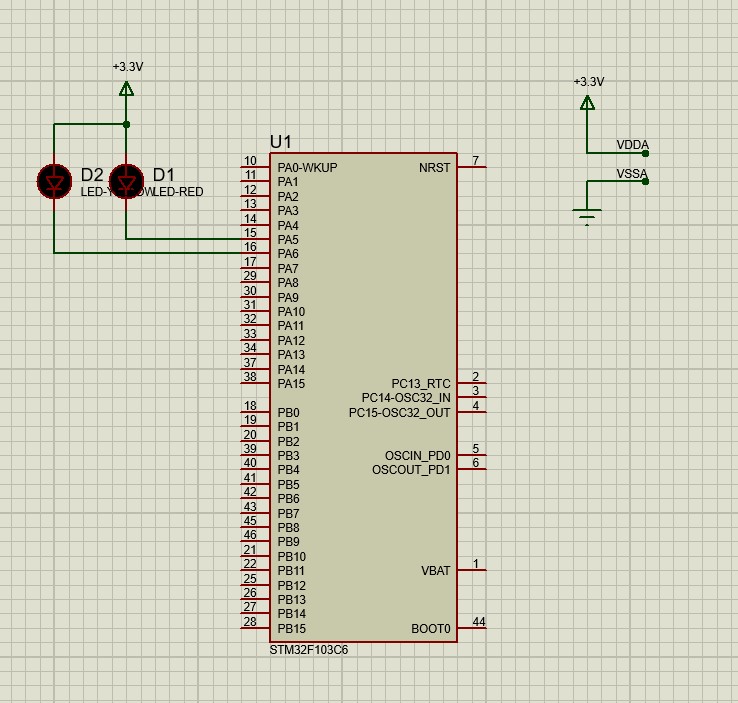 +3.3V
D2
D1
LED-RED
U1
10 PA0-WKUP
11 PA1
12 PA2
13 PA3
14 PA4
15 PA5
16 PA6
17 PA7
29 PA8
30 PA9
31 PA10
32 PA11
33 PA12
34 PA13
37 PA14
38 PA15
18 PB0
19 PB1
20 PB2
39 PB3
40 PB4
41 PB5
42 PB6
43 PB7
45 PB8
46 PB9
21 PB10
22 PB11
25 PB12
26 PB13
27 PB14
28 PB15
NRST 7
PC13_RTC 2
PC14-OSC32_IN 3
PC15-OSC32_OUT 4
OSCIN_PD0 5
OSCOUT_PD1 6
VBAT 1
BOOT0 44
STM32F103C6
+3.3V
VDDA
VSSA